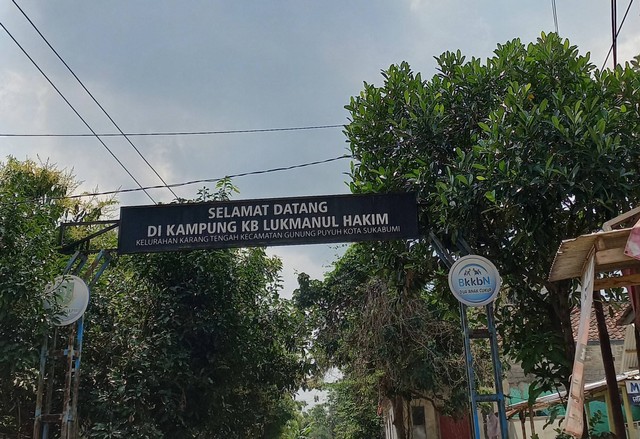 SELAMAT DATANG
DI KAMPUNG KB LUKMANUL HAKIM
KELURAHAN KARANG TENGAH KECAMATAN GUNUNG PUYUH KOTA SUKABUMI
BkkbN